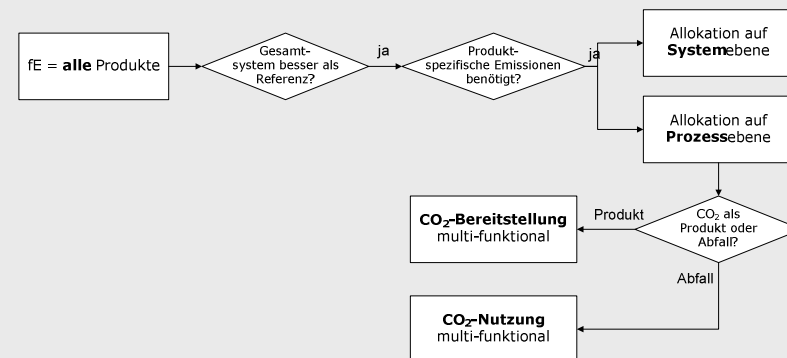 fE = alle Produkte
Gesamt-
system besser als
Referenz?
ja
Produkt-
spezifische Emissionen
benötigt?
ja
Allokation auf
Systemebene
Allokation auf
Prozessebene
CO₂ als
Produkt oder
Abfall?
Produkt
CO₂-Bereitstellung
multi-funktional
Abfall
CO₂-Nutzung
multi-funktional